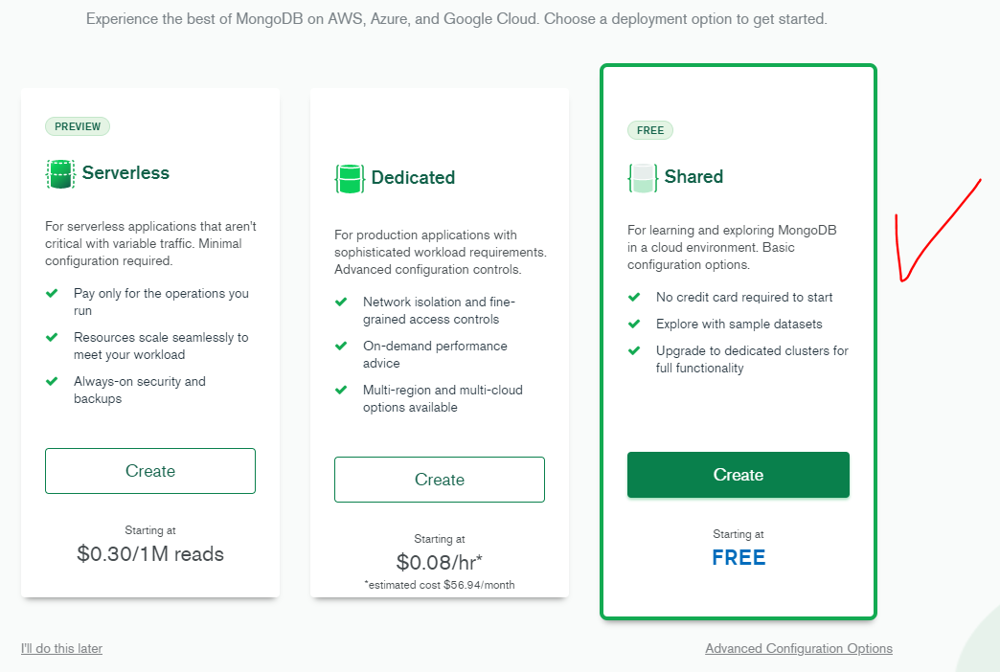 Experience the best of MongoDB on AWS, Azure, and Google Cloud. Choose a deployment option to get started.
PREVIEW
Serverless
For serverless applications that aren't
critical with variable traffic. Minimal
configuration required.
Pay only for the operations you
run
Resources scale seamlessly to
meet your workload
Always-on security and
backups
Create
Starting at
$0.30/1M reads
Dedicated
For production applications with
sophisticated workload requirements.
Advanced configuration controls.
Network isolation and fine-
grained access controls
On-demand performance
advice
Multi-region and multi-cloud
options available
Create
Starting at
$0.08/hr*
*estimated cost $56.94/month
FREE
Shared
For learning and exploring MongoDB
in a cloud environment. Basic
configuration options.
No credit card required to start
Explore with sample datasets
Upgrade to dedicated clusters for
full functionality
Create
Starting at
FREE
I'll do this later
Advanced Configuration Options